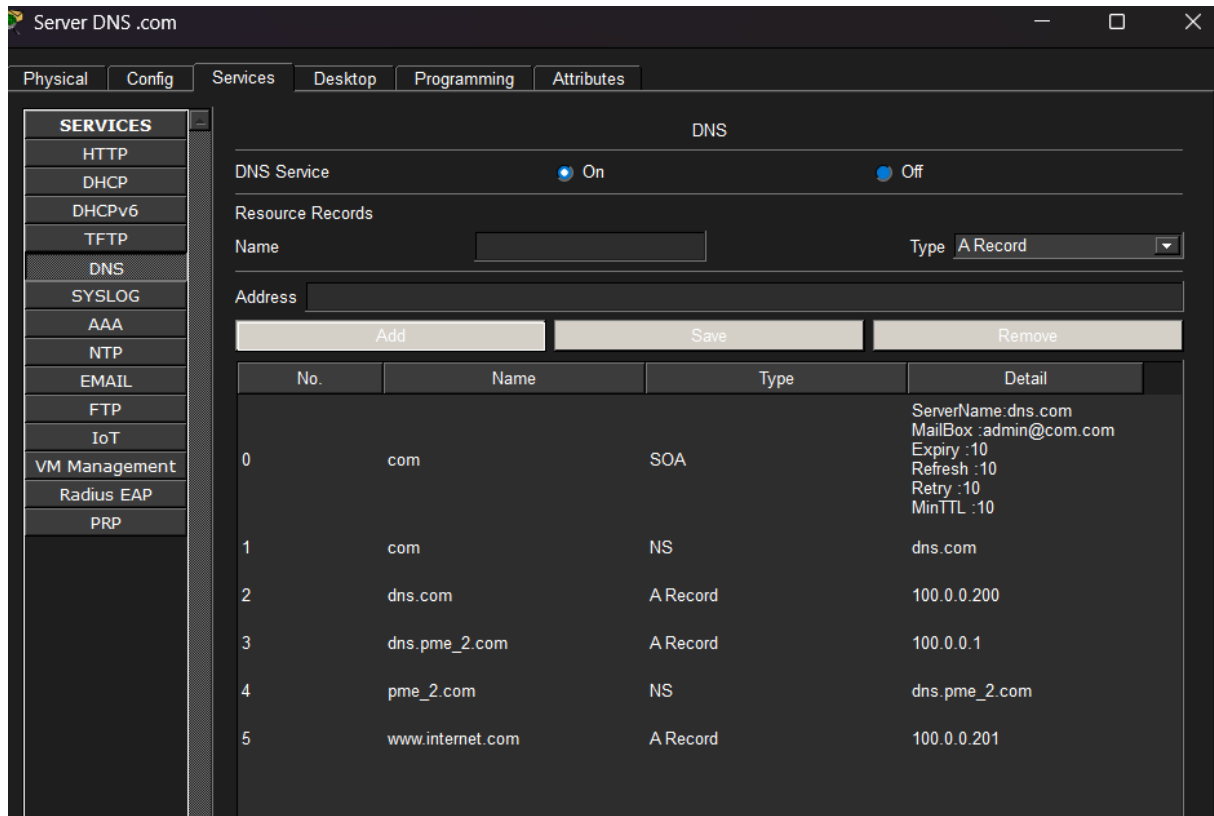 Server DNS .com
Physical Config Services Desktop Programming Attributes
SERVICES
HTTP
DHCP
DHCPv6
TFTP
DNS
SYSLOG
AAA
NTP
EMAIL
FTP
IoT
VM Management
Radius EAP
PRP
DNS
DNS Service On Off
Resource Records
Name Type A Record
Address
Add Save Remove
No. Name Type Detail
0 com SOA ServerName:dns.com
MailBox :admin@com.com
Expiry :10
Refresh :10
Retry :10
MinTTL :10
1 com NS dns.com
2 dns.com A Record 100.0.0.200
3 dns.pme_2.com A Record 100.0.0.1
4 pme_2.com NS dns.pme_2.com
5 www.internet.com A Record 100.0.0.201